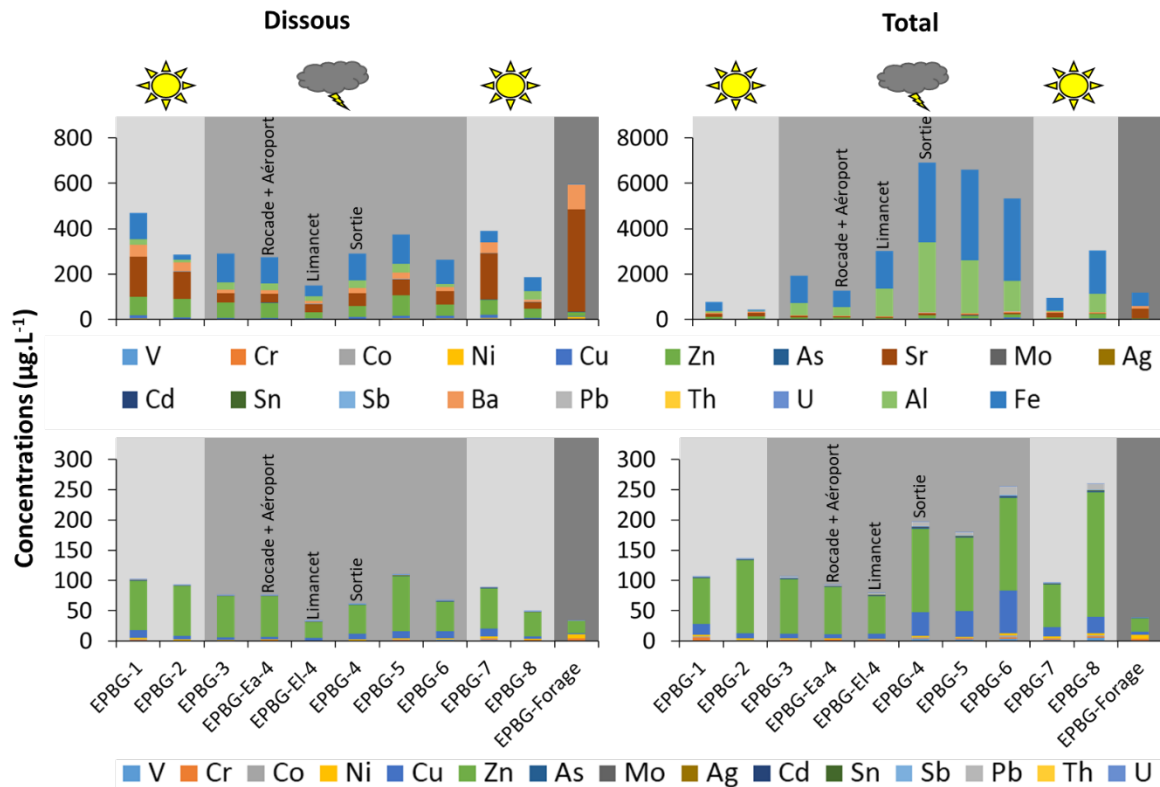 Dissous
Total
800
600
400
200
0
Rocade + Aéroport
Limancet
Sortie
8000
6000
4000
2000
0
Rocade + Aéroport
Limancet
Sortie
Concentrations (µg.L-1)
V Cr Co Ni Cu Zn As Sr Mo Ag
Cd Sn Sb Ba Pb Th U Al Fe
300
250
200
150
100
50
0
Rocade + Aéroport
Limancet
Sortie
EPBG-1
EPBG-2
EPBG-3
EPBG-Ea-4
EPBG-El-4
EPBG-4
EPBG-5
EPBG-6
EPBG-7
EPBG-8
EPBG-Forage
300
250
200
150
100
50
0
Rocade + Aéroport
Limancet
Sortie
EPBG-1
EPBG-2
EPBG-3
EPBG-Ea-4
EPBG-El-4
EPBG-4
EPBG-5
EPBG-6
EPBG-7
EPBG-8
EPBG-Forage
V Cr Co Ni Cu Zn As Mo Ag Cd Sn Sb Pb Th U